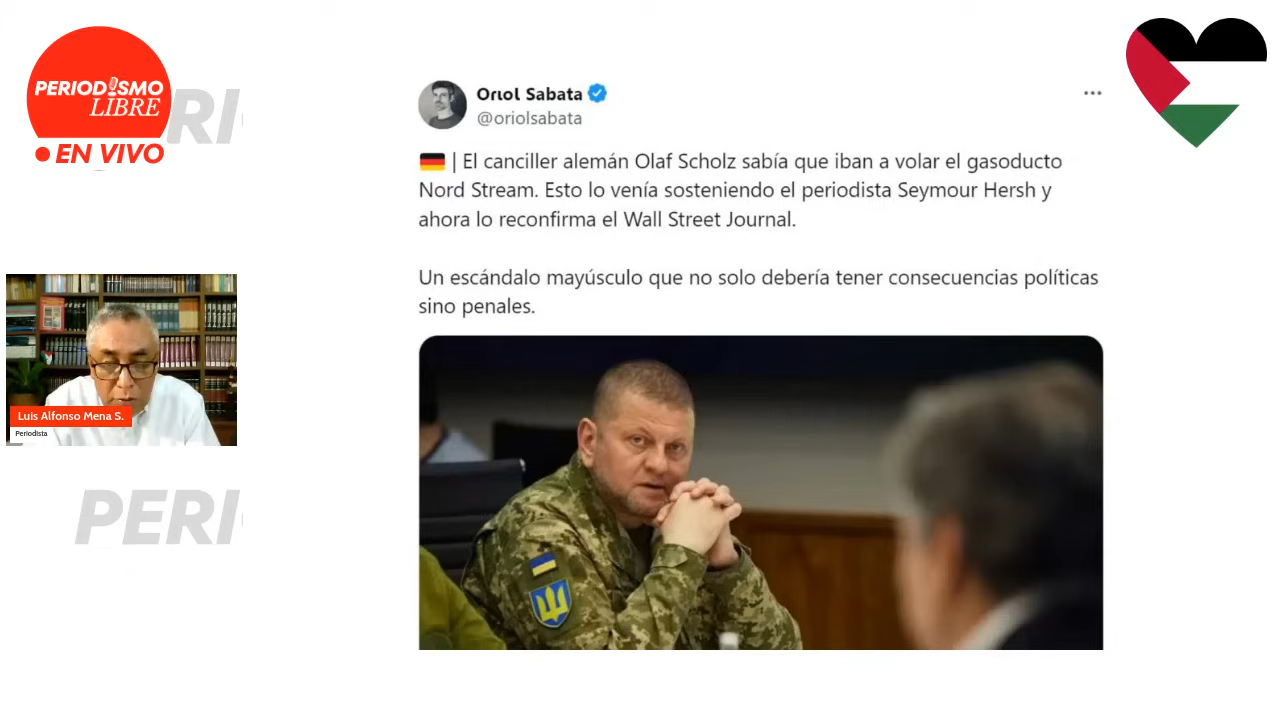 PERIODISMO
LIBRE
EN VIVO
RIO
Oriol Sabata
@oriolsabata
| El canciller alemán Olaf Scholz sabía que iban a volar el gasoducto
Nord Stream. Esto lo venía sosteniendo el periodista Seymour Hersh y
ahora lo reconfirma el Wall Street Journal.
Un escándalo mayúsculo que no solo debería tener consecuencias políticas
sino penales.
Luis Alfonso Mena S.
Periodista
PERI